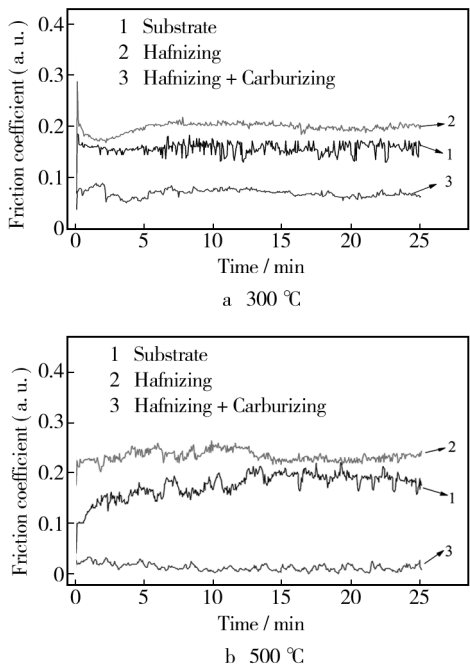 0.4
1 Substrate
2 Hafnizing
0.3
3 Hafnizing + Carburizing
Friction coefficient ( a. u. )
0.2
2
1
0.1
3
0
0 5 10 15 20 25
Time / min
a 300 ℃
1 Substrate
0.4
2 Hafnizing
3 Hafnizing + Carburizing
0.3
Friction coefficient ( a. u. )
2
0.2
1
0.1
3
0
0 5 10 15 20 25
Time / min
b 500 ℃